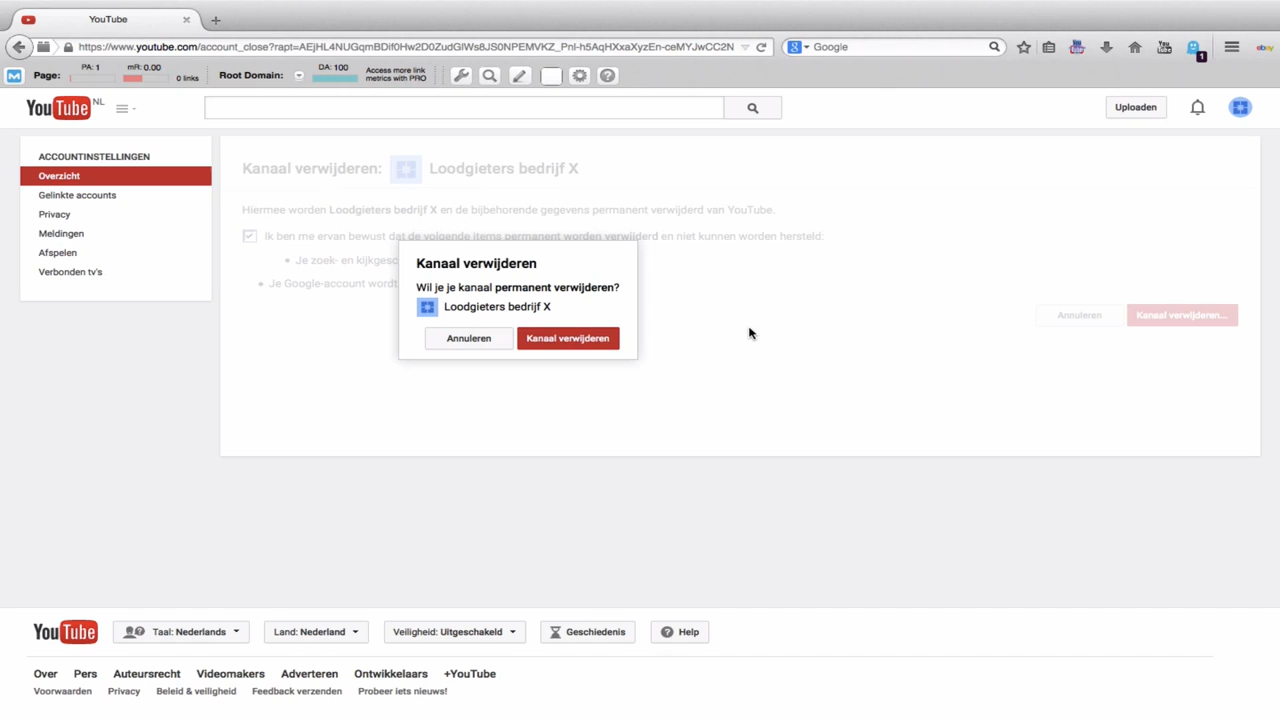 YouTube
https://www.youtube.com/account_close?rapt=AEjHL4NUGqmBDif0Hw2D0ZudGlWs8JS0NPEMVKZ_Pnl-h5AqHXxaXyzEn-ceMYJwCC2N
Google
Page:
PA: 1
mR: 0.00
0 links
Root Domain:
DA: 100
Access more link
metrics with PRO
1
ebay
YouTube NL
Uploaden
ACCOUNTINSTELLINGEN
Overzicht
Gelinkte accounts
Privacy
Meldingen
Afspelen
Verbonden tv's
Kanaal verwijderen: Loodgieters bedrijf X
Hiermee worden Loodgieters bedrijf X en de bijbehorende gegevens permanent verwijderd van YouTube.
Ik ben me ervan bewust dat de volgende items permanent worden verwijderd en niet kunnen worden hersteld:
• Je zoek- en kijkgesc
• Je Google-account wordt
Annuleren
Kanaal verwijderen...
Kanaal verwijderen
Wil je je kanaal permanent verwijderen?
Loodgieters bedrijf X
Annuleren
Kanaal verwijderen
YouTube
Taal: Nederlands
Land: Nederland
Veiligheid: Uitgeschakeld
Geschiedenis
Help
Over Pers Auteursrecht Videomakers Adverteren Ontwikkelaars +YouTube
Voorwaarden Privacy Beleid & veiligheid Feedback verzenden Probeer iets nieuws!